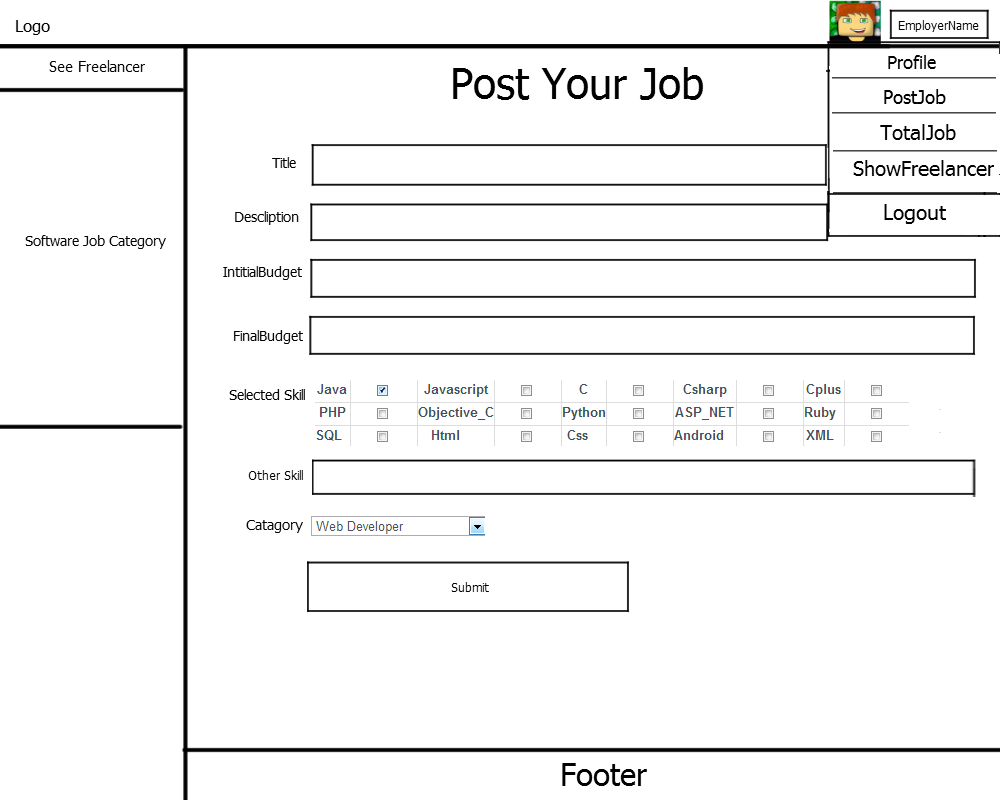 Logo
EmployerName
See Freelancer
Profile
PostJob
TotalJob
ShowFreelancer
Logout
Software Job Category
Post Your Job
Title
Descliption
IntitialBudget
FinalBudget
Selected Skill
Java Javascript C Csharp Cplus
PHP Objective_C Python ASP_NET Ruby
SQL Html Css Android XML
Other Skill
Catagory Web Developer
Submit
Footer